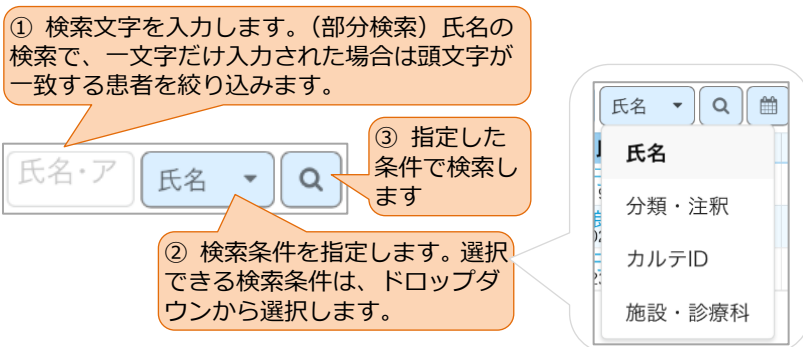 ① 検索文字を入力します。（部分検索）氏名の
検索で、一文字だけ入力された場合は頭文字が
一致する患者を絞り込みます。
氏名・ア
氏名
③ 指定した
条件で検索し
ます
② 検索条件を指定します。選択
できる検索条件は、ドロップダ
ウンから選択します。
氏名
氏名
分類・注釈
カルテID
施設・診療科